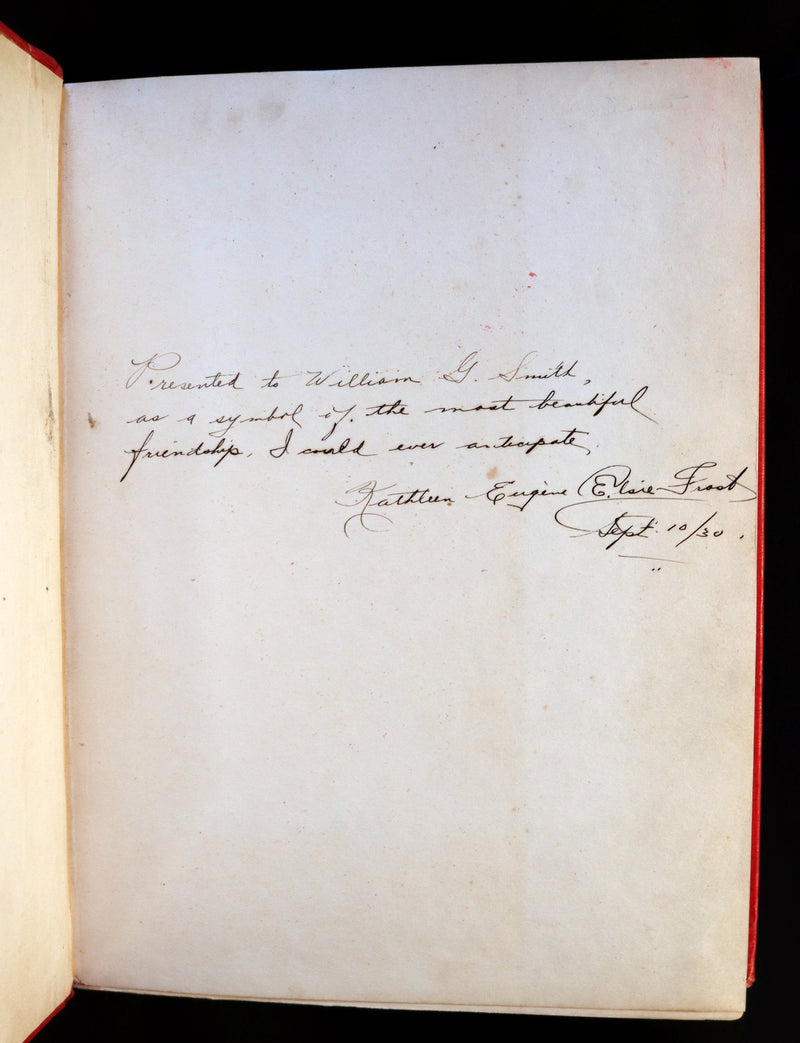 Presented to William G. Smith,
as a symbol of the most beautiful
friendship, I could ever anticipate,
Kathleen Eugène Elsie-Frost
Sept. 10/30.